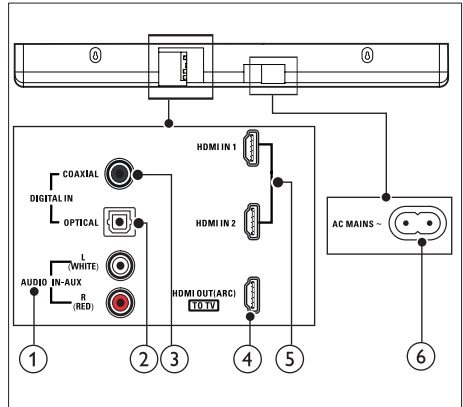 HDMI IN 1
COAXIAL
DIGITAL IN
OPTICAL
HDMI IN 2
AC MAINS ~
L
(WHITE)
AUDIO IN-AUX
R
(RED)
HDMI OUT(ARC)
TO TV
1
2
3
4
5
6